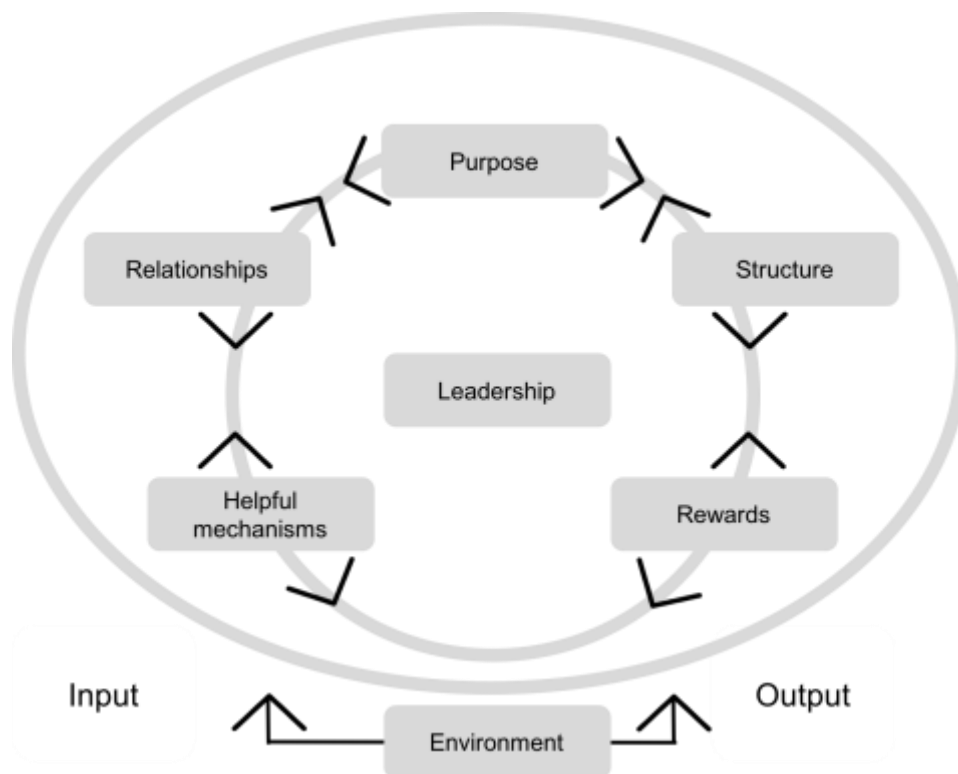 Purpose
Relationships
Structure
Leadership
Helpful
mechanisms
Rewards
Input
Output
Environment